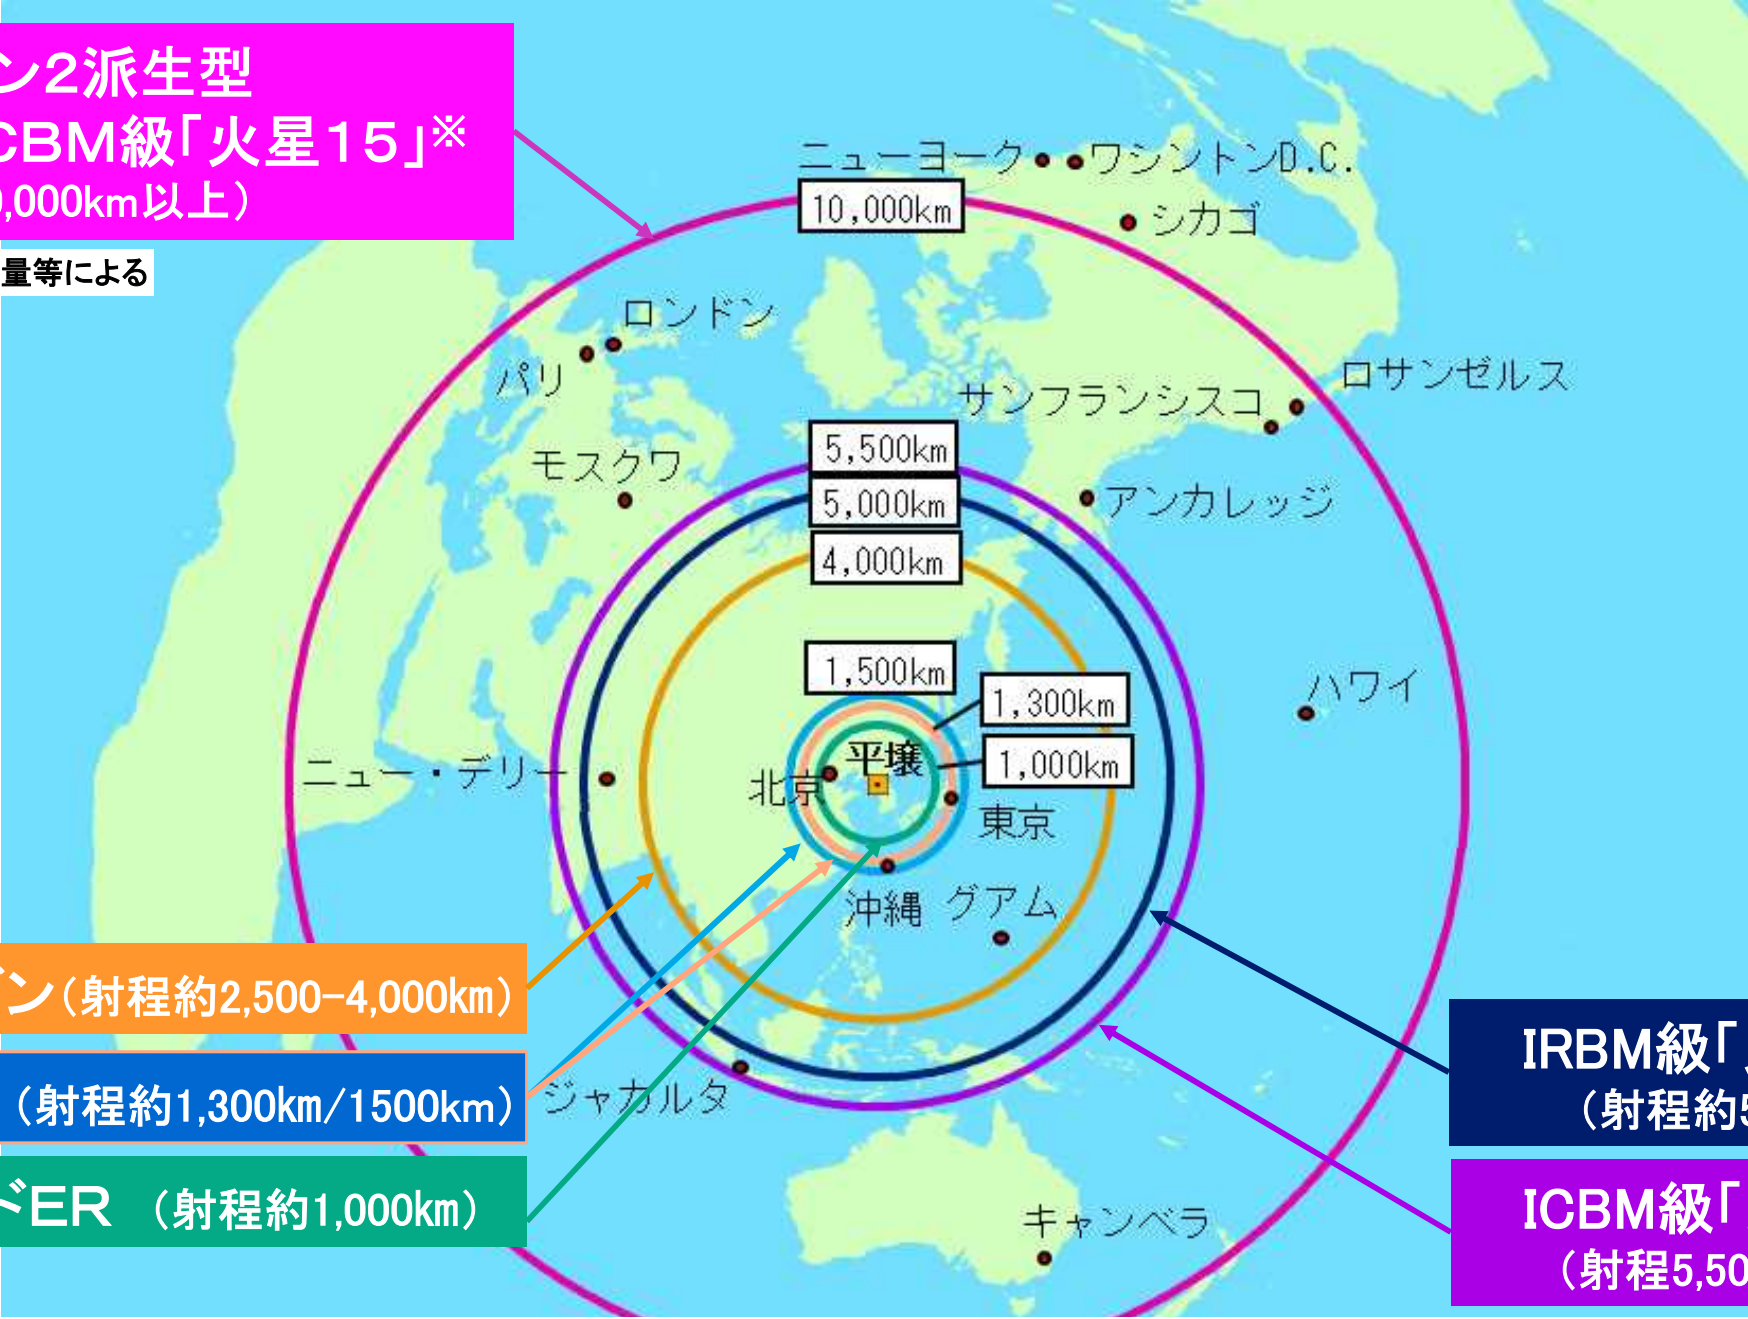 ン2派生型
CBM級「火星15」※
0,000km以上）
量等による
ニューヨーク
ワシントンD.C.
10,000km
シカゴ
ロンドン
パリ
ロサンゼルス
サンフランシスコ
5,500km
モスクワ
5,000km
アンカレッジ
4,000km
1,500km
1,300km
ハワイ
平壌
1,000km
ニュー・デリー
北京
東京
沖縄
グアム
ン（射程約2,500-4,000km）
（射程約1,300km/1500km）
ジャカルタ
ドER （射程約1,000km）
キャンベラ
IRBM級「
（射程約5
ICBM級「
（射程5,50